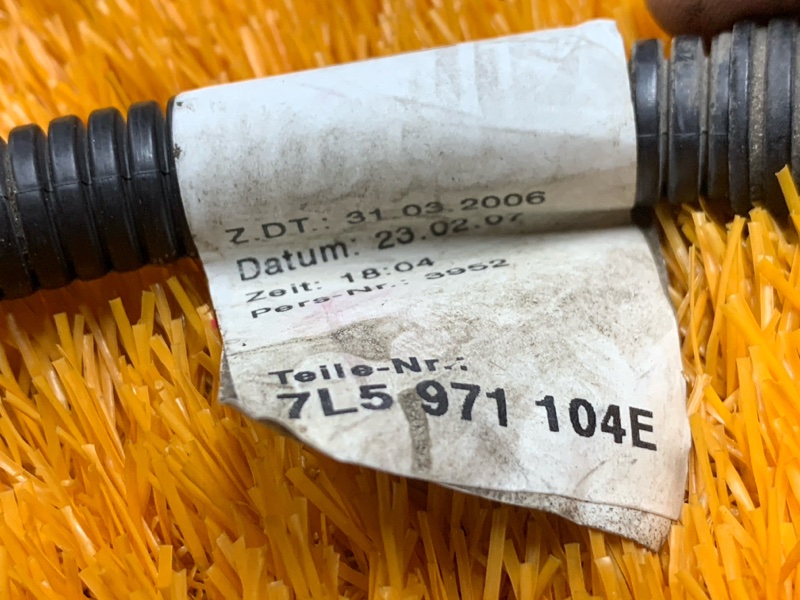 Z.DT.: 31.03.2006
Datum: 23.02.07
Zeit: 18:04
Pers-Nr.: 3952
Teile-Nr.:
7L5 971 104E